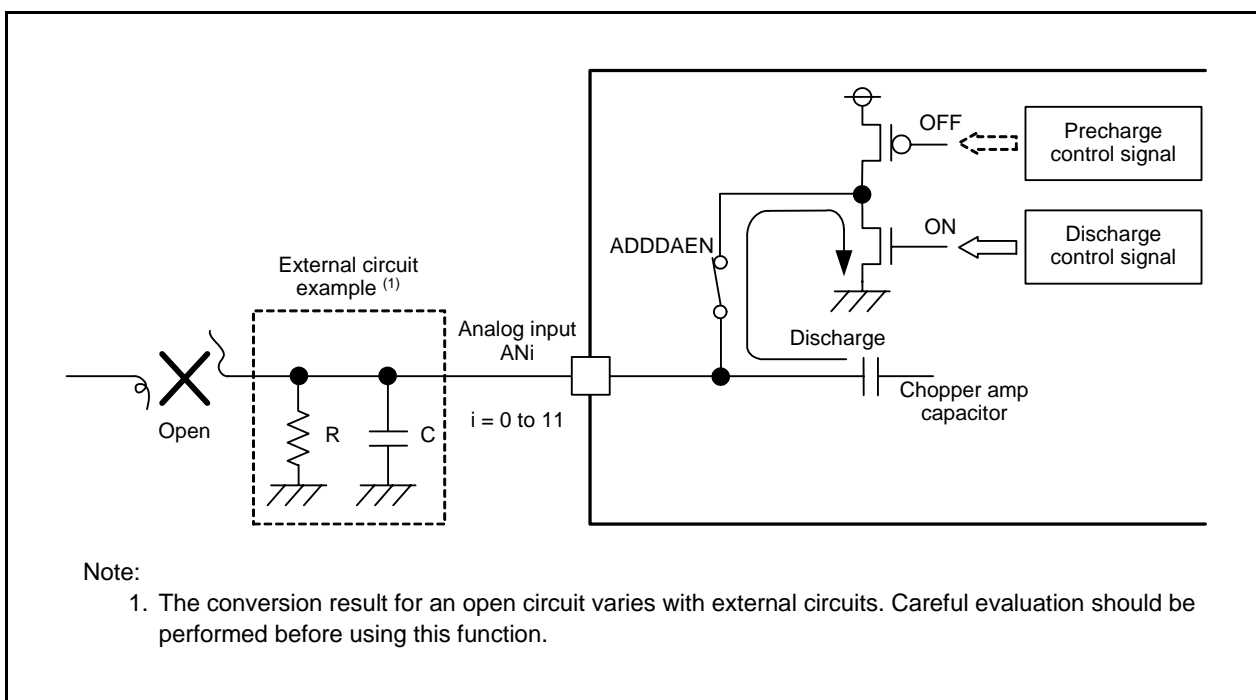 OFF
Precharge
control signal
ADDDAEN
ON
Discharge
control signal
External circuit
example (1)
Analog input
ANi
Discharge
Chopper amp
capacitor
Open
R
C
i = 0 to 11
Note:
1. The conversion result for an open circuit varies with external circuits. Careful evaluation should be
performed before using this function.